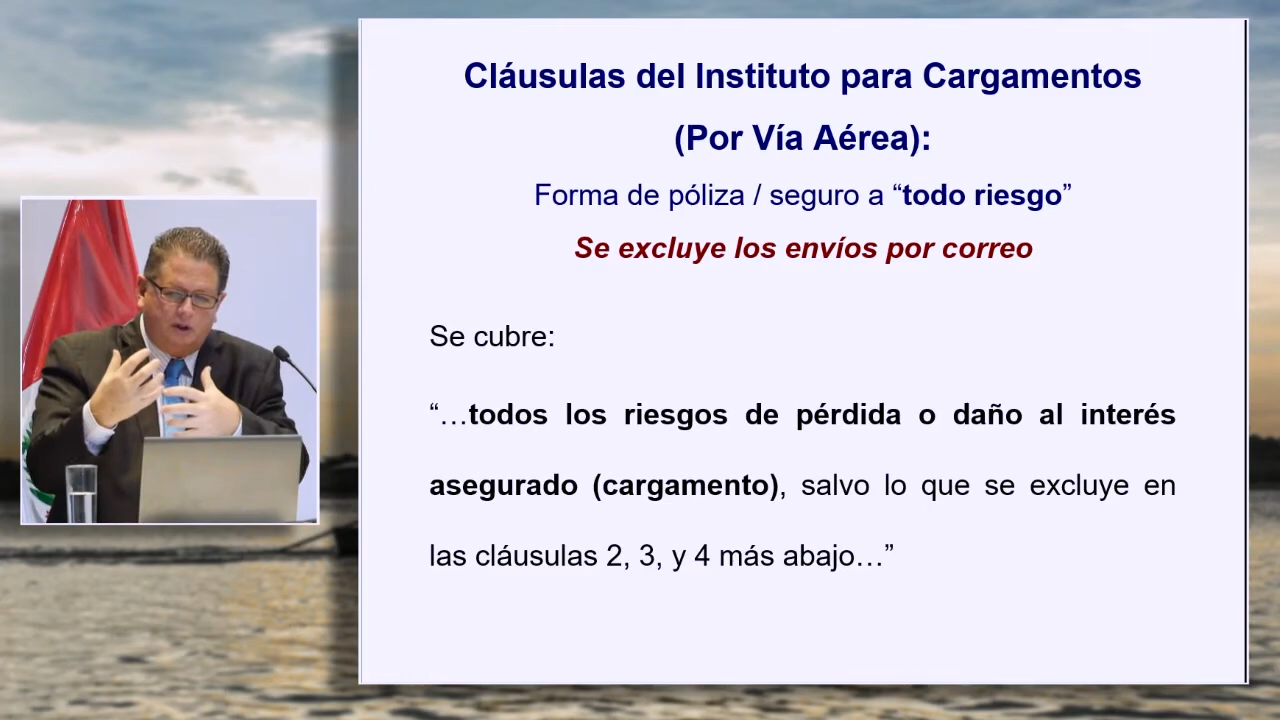 Cláusulas del Instituto para Cargamentos
(Por Vía Aérea):
Forma de póliza / seguro a “todo riesgo”
Se excluye los envíos por correo
Se cubre:
“…todos los riesgos de pérdida o daño al interés
asegurado (cargamento), salvo lo que se excluye en
las cláusulas 2, 3, y 4 más abajo…”